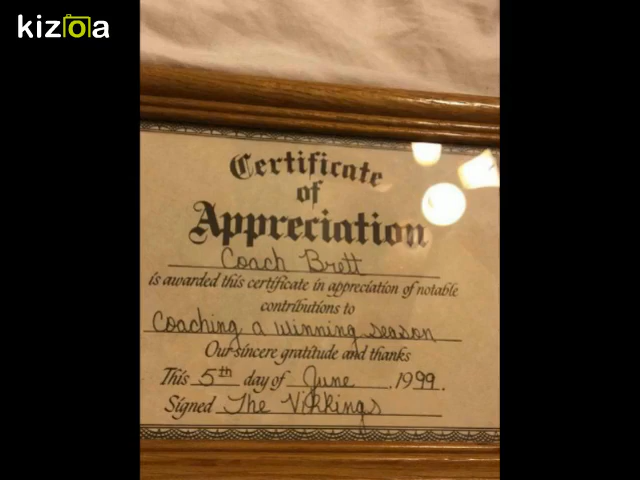 kizoa
Certificate
of
Appreciation
Coach Brett
is awarded this certificate in appreciation of notable
contributions to
Coaching a winning season
Our sincere gratitude and thanks
This 5th day of June, 1999.
Signed The Vikkings